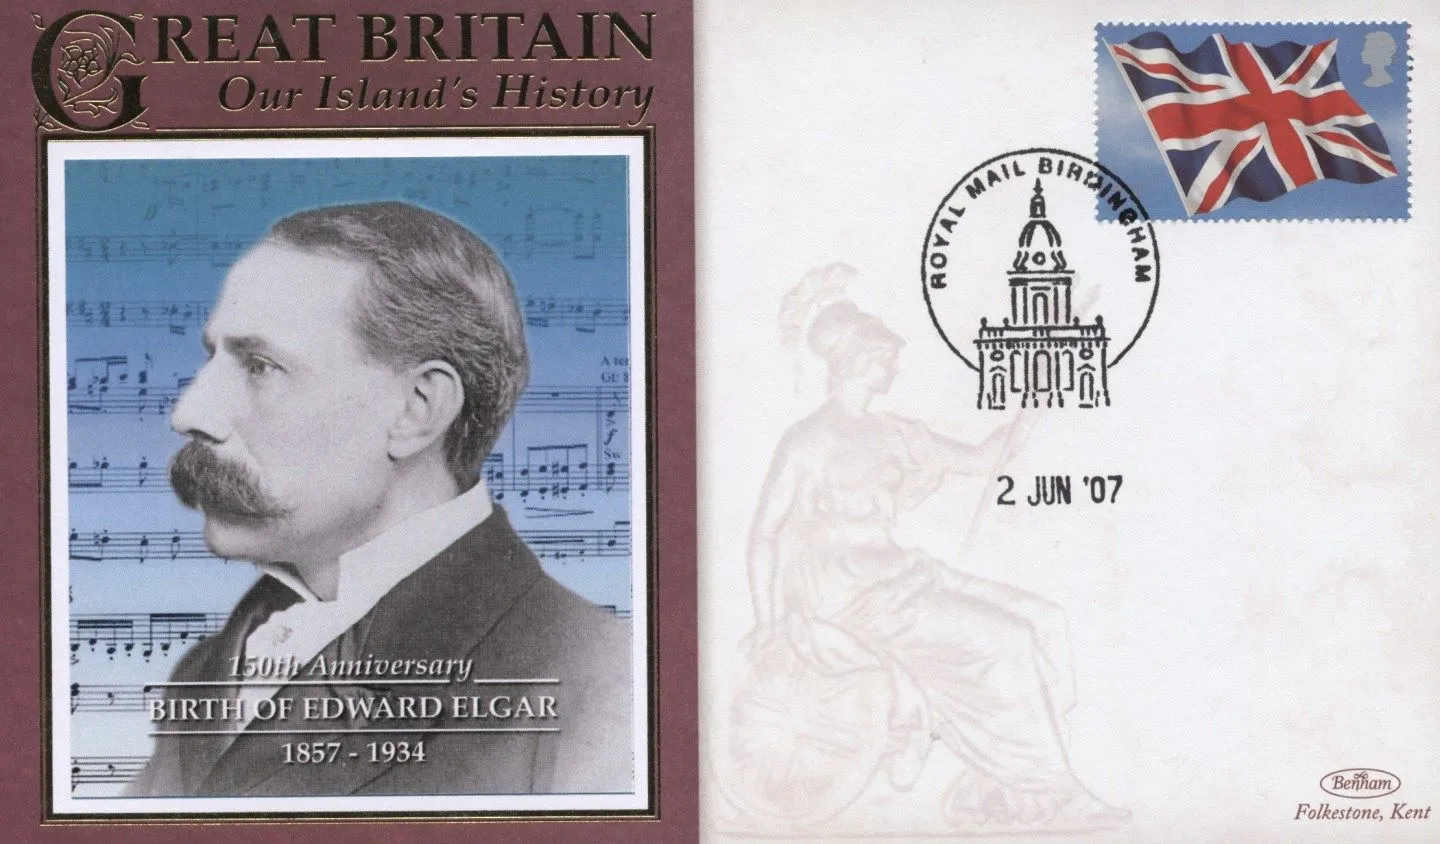 GREAT BRITAIN
Our Island's History
150th Anniversary
BIRTH OF EDWARD ELGAR
1857 - 1934
ROYAL MAIL BIRMINGHAM
2 JUN '07
Benham
Folkestone, Kent